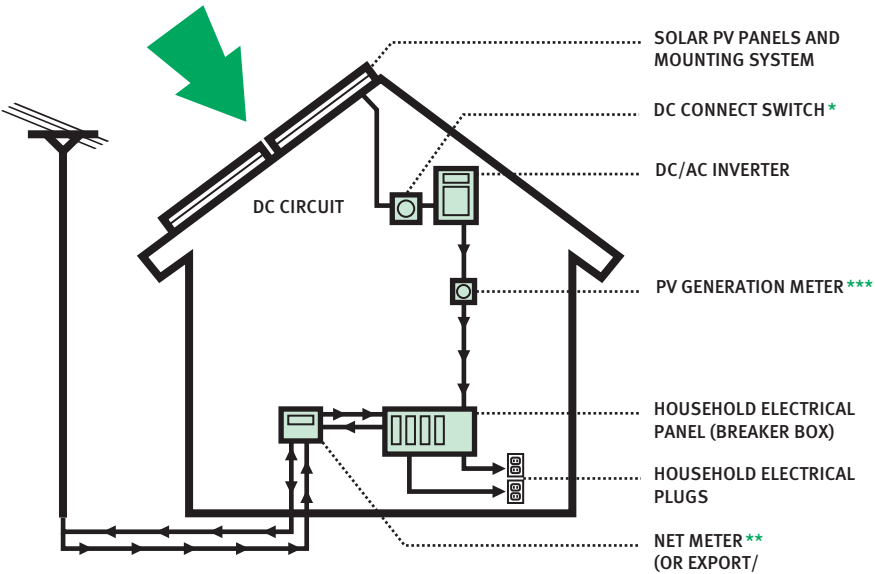 SOLAR PV PANELS AND
MOUNTING SYSTEM
DC CONNECT SWITCH*
DC/AC INVERTER
DC CIRCUIT
PV GENERATION METER***
HOUSEHOLD ELECTRICAL
PANEL (BREAKER BOX)
HOUSEHOLD ELECTRICAL
PLUGS
NET METER**
(OR EXPORT/